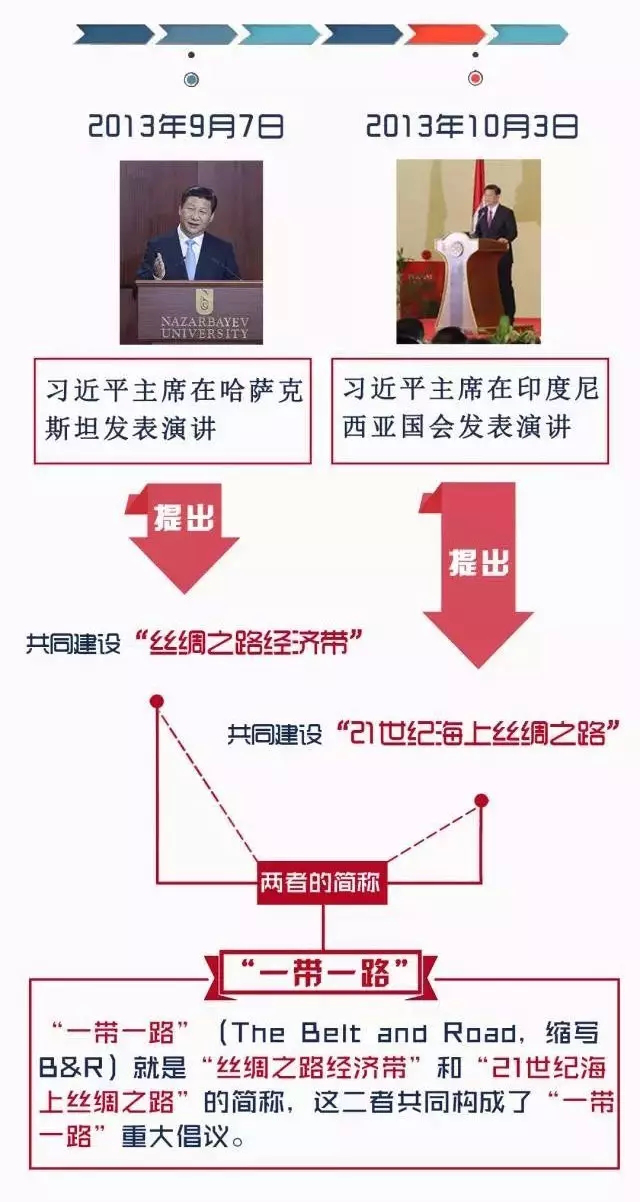 2013年9月7日
2013年10月3日
NAZARBAYEV
UNIVERSITY
习近平主席在哈萨克
斯坦发表演讲
习近平主席在印度尼
西亚国会发表演讲
提出
提出
共同建设“丝绸之路经济带”
共同建设“21世纪海上丝绸之路”
两者的简称
“一带一路”
“一带一路”（The Belt and Road，缩写
B&R）就是“丝绸之路经济带”和“21世纪海
上丝绸之路”的简称，这二者共同构成了“一带
一路”重大倡议。